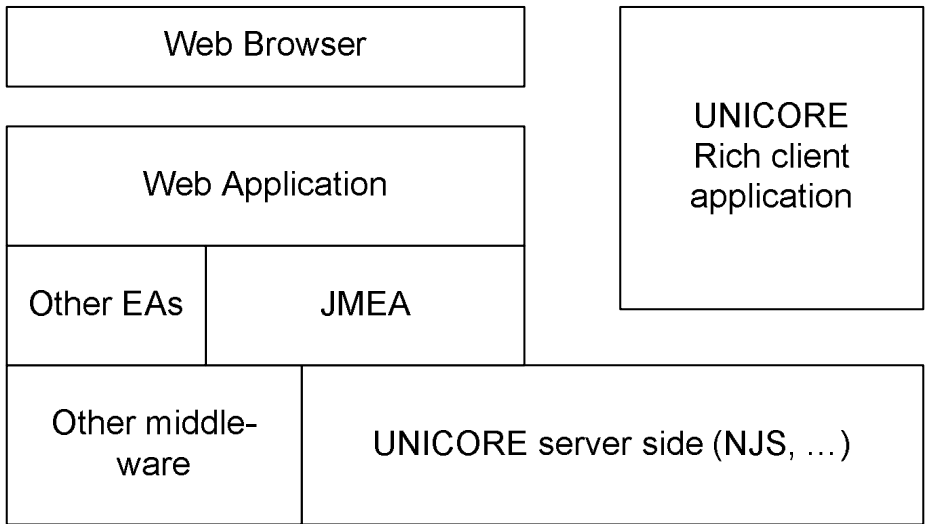 Web Browser
UNICORE
Rich client
application
Web Application
Other EAs
JMEA
Other middle-
ware
UNICORE server side (NJS, …)